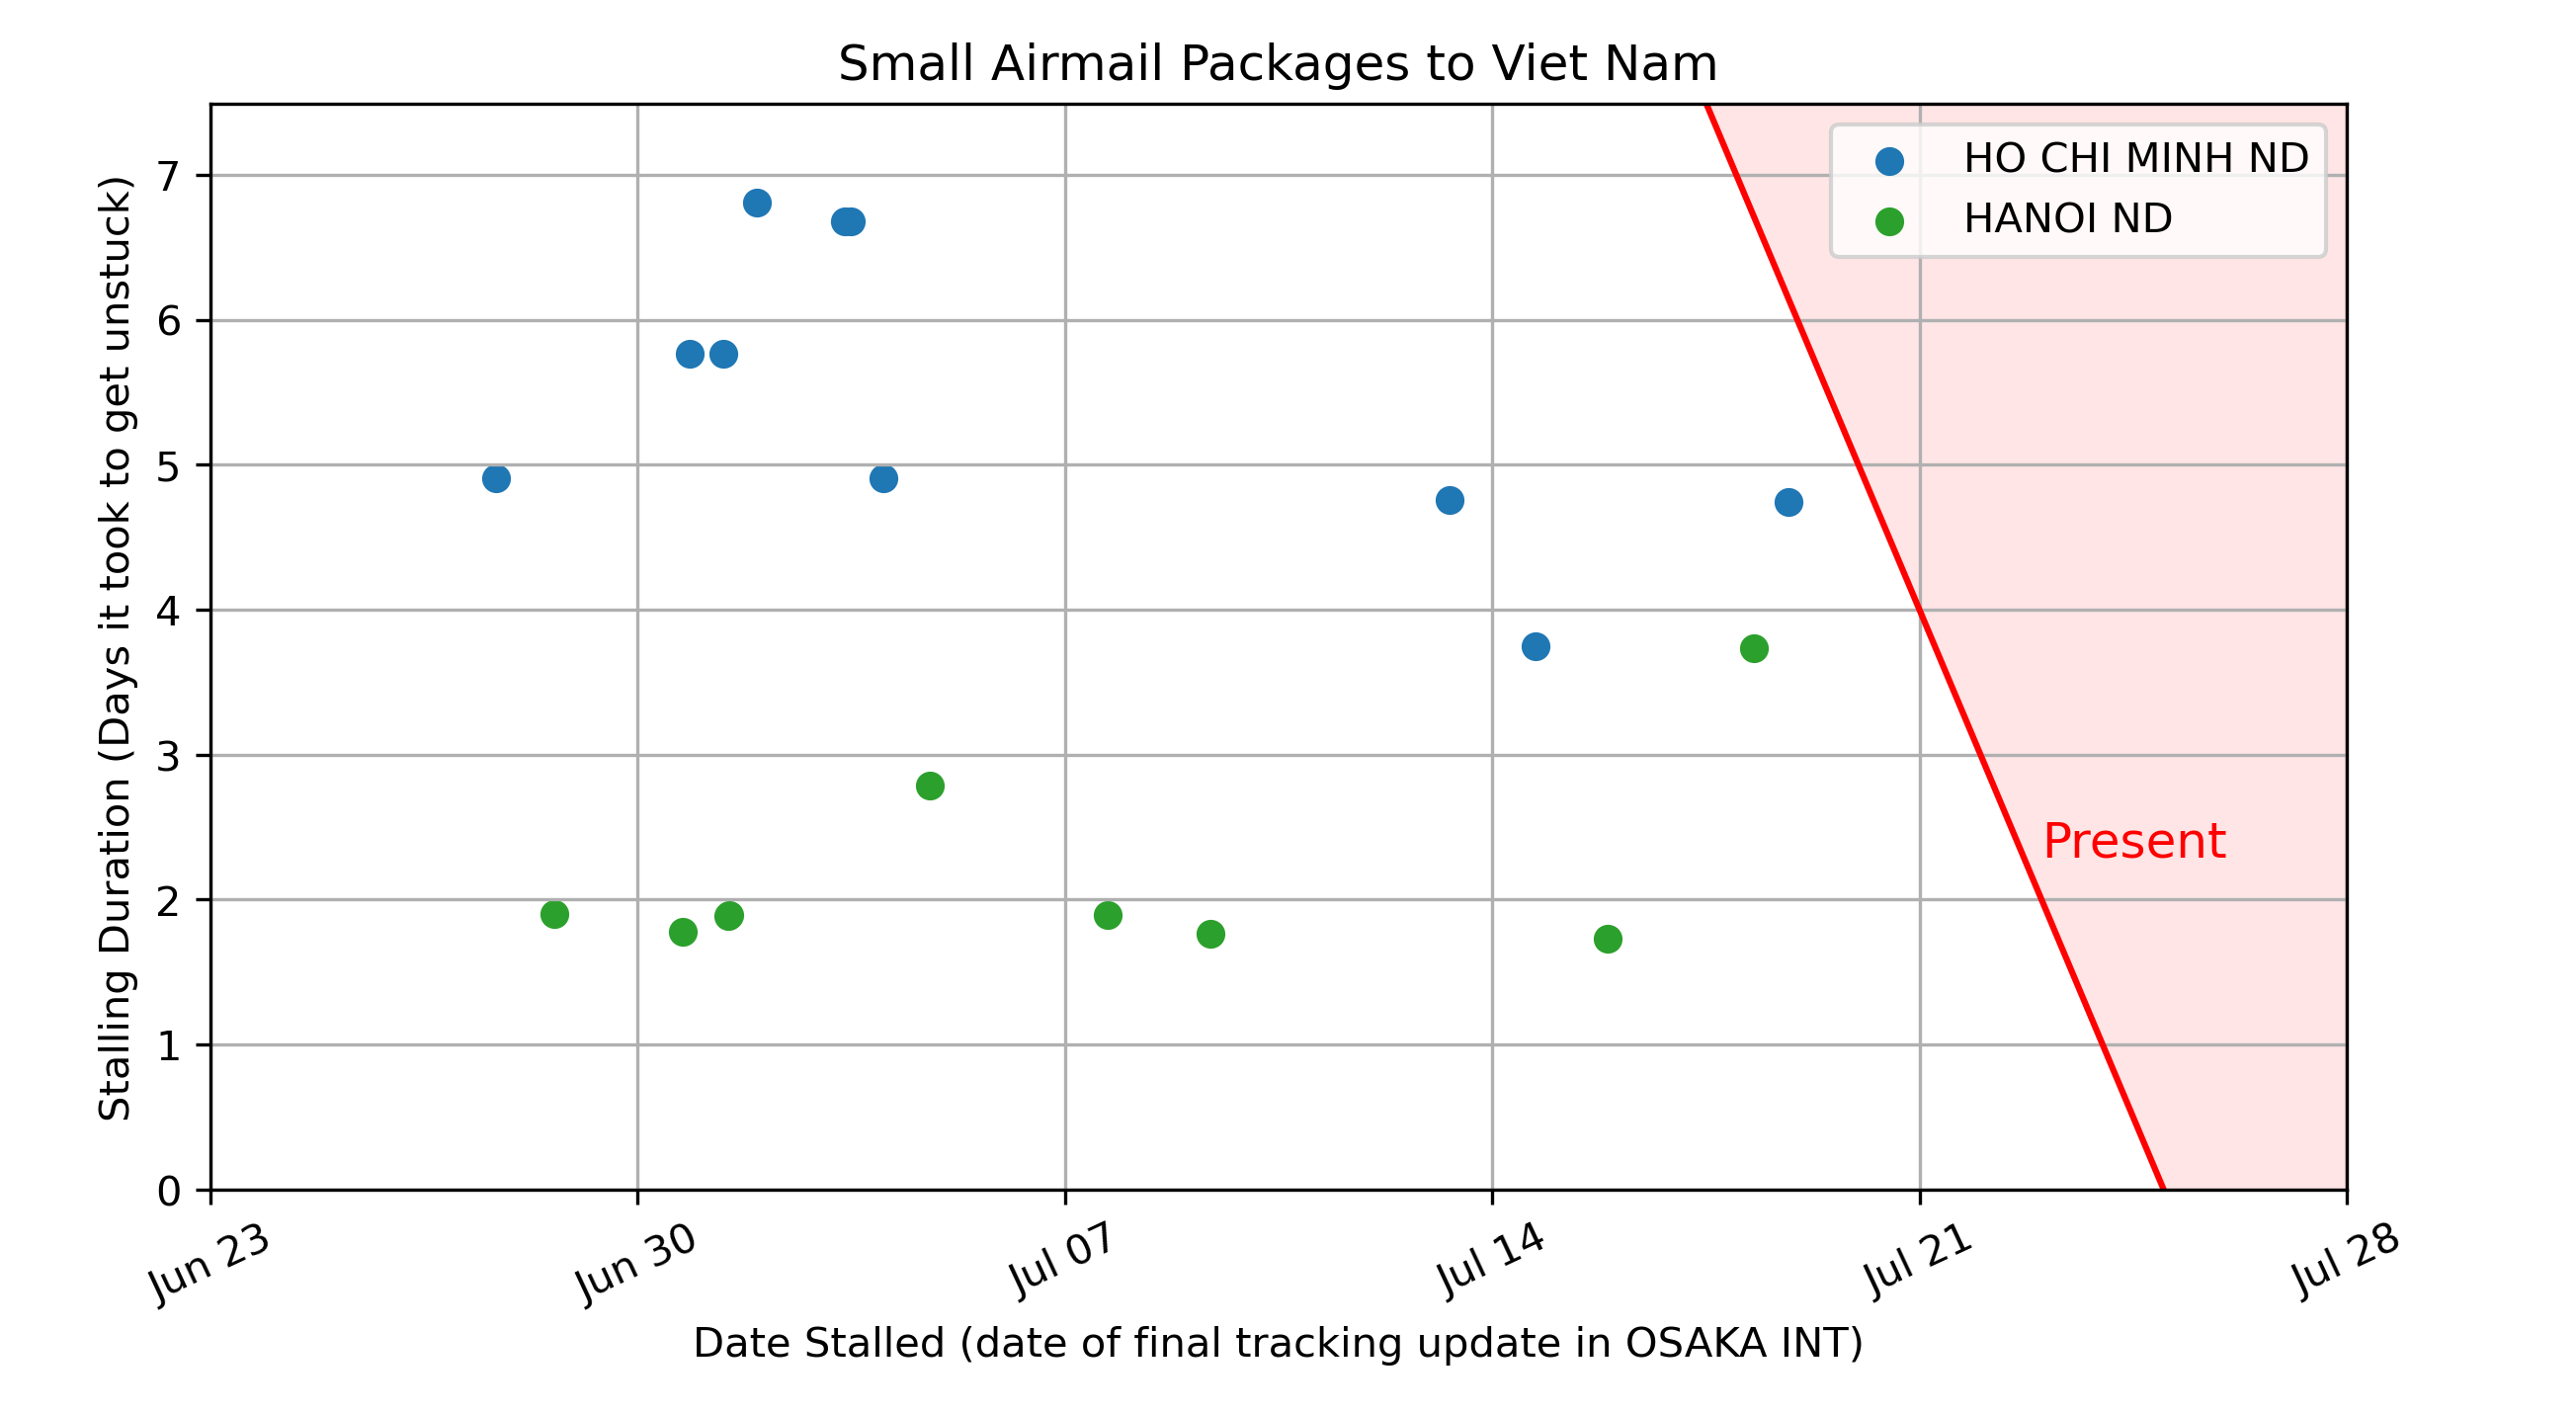 Small Airmail Packages to Viet Nam
HO CHI MINH ND
HANOI ND
Present
Stalling Duration (Days it took to get unstuck)
7
6
5
4
3
2
1
0
Jun 23
Jun 30
Jul 07
Jul 14
Jul 21
Jul 28
Date Stalled (date of final tracking update in OSAKA INT)